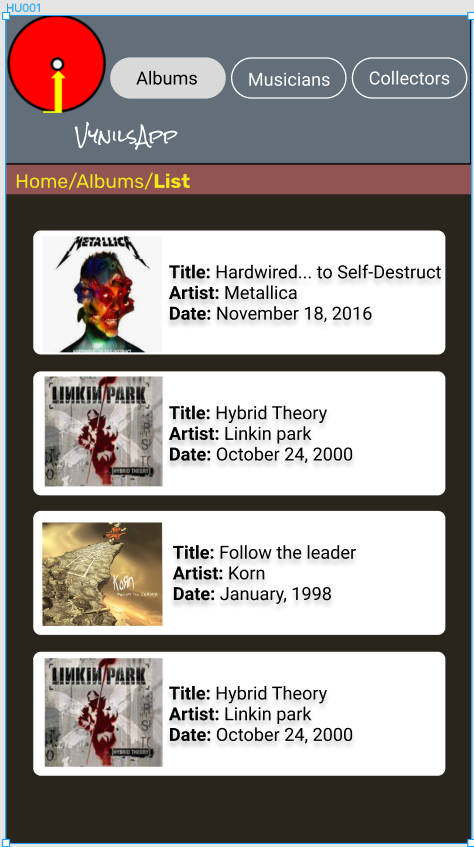 HU001
Albums
Musicians
Collectors
VynilsApp
Home/Albums/List
METALLICA
Title: Hardwired... to Self-Destruct
Artist: Metallica
Date: November 18, 2016
LINKIN PARK
HYBRID THEORY
Title: Hybrid Theory
Artist: Linkin park
Date: October 24, 2000
Korn
Title: Follow the leader
Artist: Korn
Date: January, 1998
LINKIN PARK
HYBRID THEORY
Title: Hybrid Theory
Artist: Linkin park
Date: October 24, 2000